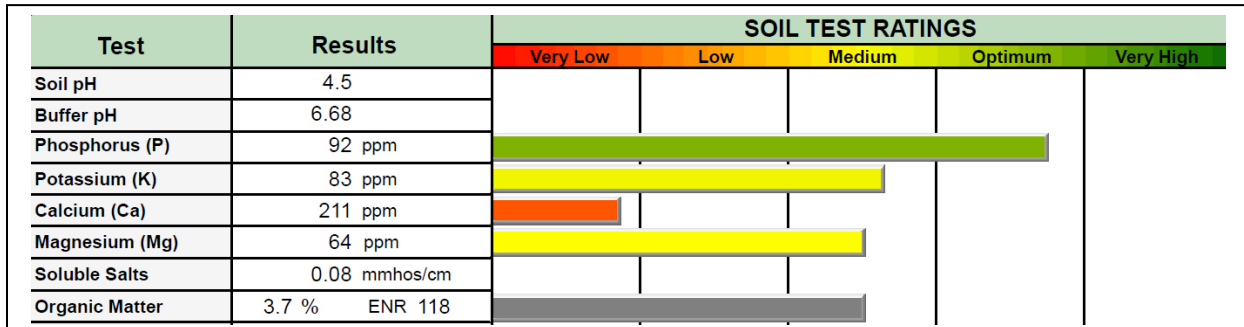 Test Results SOIL TEST RATINGS
Very Low Low Medium Optimum Very High
Soil pH 4.5
Buffer pH 6.68
Phosphorus (P) 92 ppm
Potassium (K) 83 ppm
Calcium (Ca) 211 ppm
Magnesium (Mg) 64 ppm
Soluble Salts 0.08 mmhos/cm
Organic Matter 3.7 % ENR 118